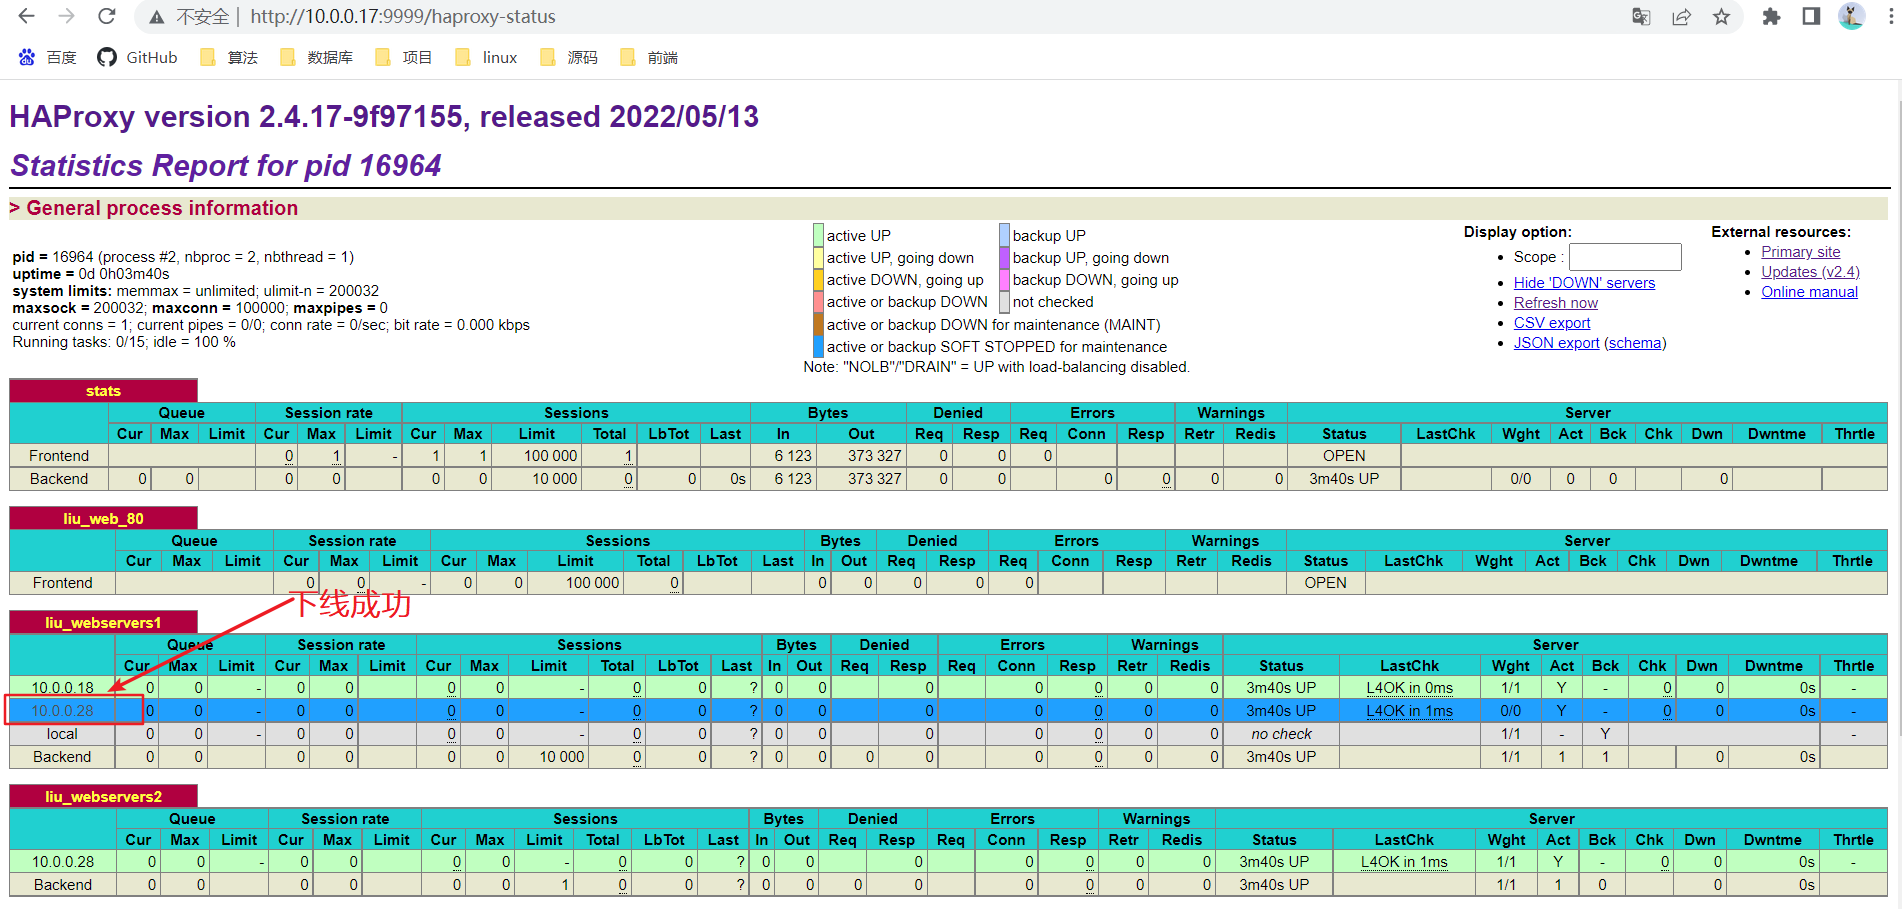 不安全 | http://10.0.0.17:9999/haproxy-status
百度 GitHub 算法 数据库 项目 linux 源码 前端
HAProxy version 2.4.17-9f97155, released 2022/05/13
Statistics Report for pid 16964
> General process information
pid = 16964 (process #2, nbproc = 2, nbthread = 1)
uptime = 0d 0h03m40s
system limits: memmax = unlimited; ulimit-n = 200032
maxsock = 200032; maxconn = 100000; maxpipes = 0
current conns = 1; current pipes = 0/0; conn rate = 0/sec; bit rate = 0.000 kbps
Running tasks: 0/15; idle = 100 %
active UP backup UP
active UP, going down backup UP, going down
active DOWN, going up backup DOWN, going up
active or backup DOWN not checked
active or backup DOWN for maintenance (MAINT)
active or backup SOFT STOPPED for maintenance
Note: "NOLB"/"DRAIN" = UP with load-balancing disabled.
Display option:
Scope :
Hide 'DOWN' servers
Refresh now
CSV export
JSON export (schema)
External resources:
Primary site
Updates (v2.4)
Online manual
stats
Queue Session rate Sessions Bytes Denied Errors Warnings Server
Cur Max Limit Cur Max Limit Cur Max Limit Total LbTot Last In Out Req Resp Req Conn Resp Retr Redis Status LastChk Wght Act Bck Chk Dwn Dwntme Thrtle
Frontend 0 1 - 1 1 100 000 1 6 123 373 327 0 0 0 OPEN
Backend 0 0 0 0 0 0 10 000 0 0 0s 6 123 373 327 0 0 0 0 0 0 3m40s UP 0/0 0 0 0
liu_web_80
Queue Session rate Sessions Bytes Denied Errors Warnings Server
Cur Max Limit Cur Max Limit Cur Max Limit Total LbTot Last In Out Req Resp Req Conn Resp Retr Redis Status LastChk Wght Act Bck Chk Dwn Dwntme Thrtle
Frontend 0 0 - 0 0 100 000 0 0 0 0 0 0 OPEN
下线成功
liu_webservers1
Queue Session rate Sessions Bytes Denied Errors Warnings Server
Cur Max Limit Cur Max Limit Cur Max Limit Total LbTot Last In Out Req Resp Req Conn Resp Retr Redis Status LastChk Wght Act Bck Chk Dwn Dwntme Thrtle
10.0.0.18 0 0 - 0 0 0 0 - 0 0 ? 0 0 0 0 0 0 0 3m40s UP L4OK in 0ms 1/1 Y - 0 0 0s -
10.0.0.28 0 0 - 0 0 0 0 - 0 0 ? 0 0 0 0 0 0 0 3m40s UP L4OK in 1ms 0/0 Y - 0 0 0s -
local 0 0 - 0 0 0 0 - 0 0 ? 0 0 0 0 0 0 0 no check 1/1 - Y -
Backend 0 0 0 0 0 0 10 000 0 0 ? 0 0 0 0 0 0 0 0 3m40s UP 1/1 1 1 0 0s
liu_webservers2
Queue Session rate Sessions Bytes Denied Errors Warnings Server
Cur Max Limit Cur Max Limit Cur Max Limit Total LbTot Last In Out Req Resp Req Conn Resp Retr Redis Status LastChk Wght Act Bck Chk Dwn Dwntme Thrtle
10.0.0.28 0 0 - 0 0 0 0 - 0 0 ? 0 0 0 0 0 0 0 3m40s UP L4OK in 1ms 1/1 Y - 0 0 0s -
Backend 0 0 0 0 0 0 1 0 0 ? 0 0 0 0 0 0 0 0 3m40s UP 1/1 1 0 0 0s